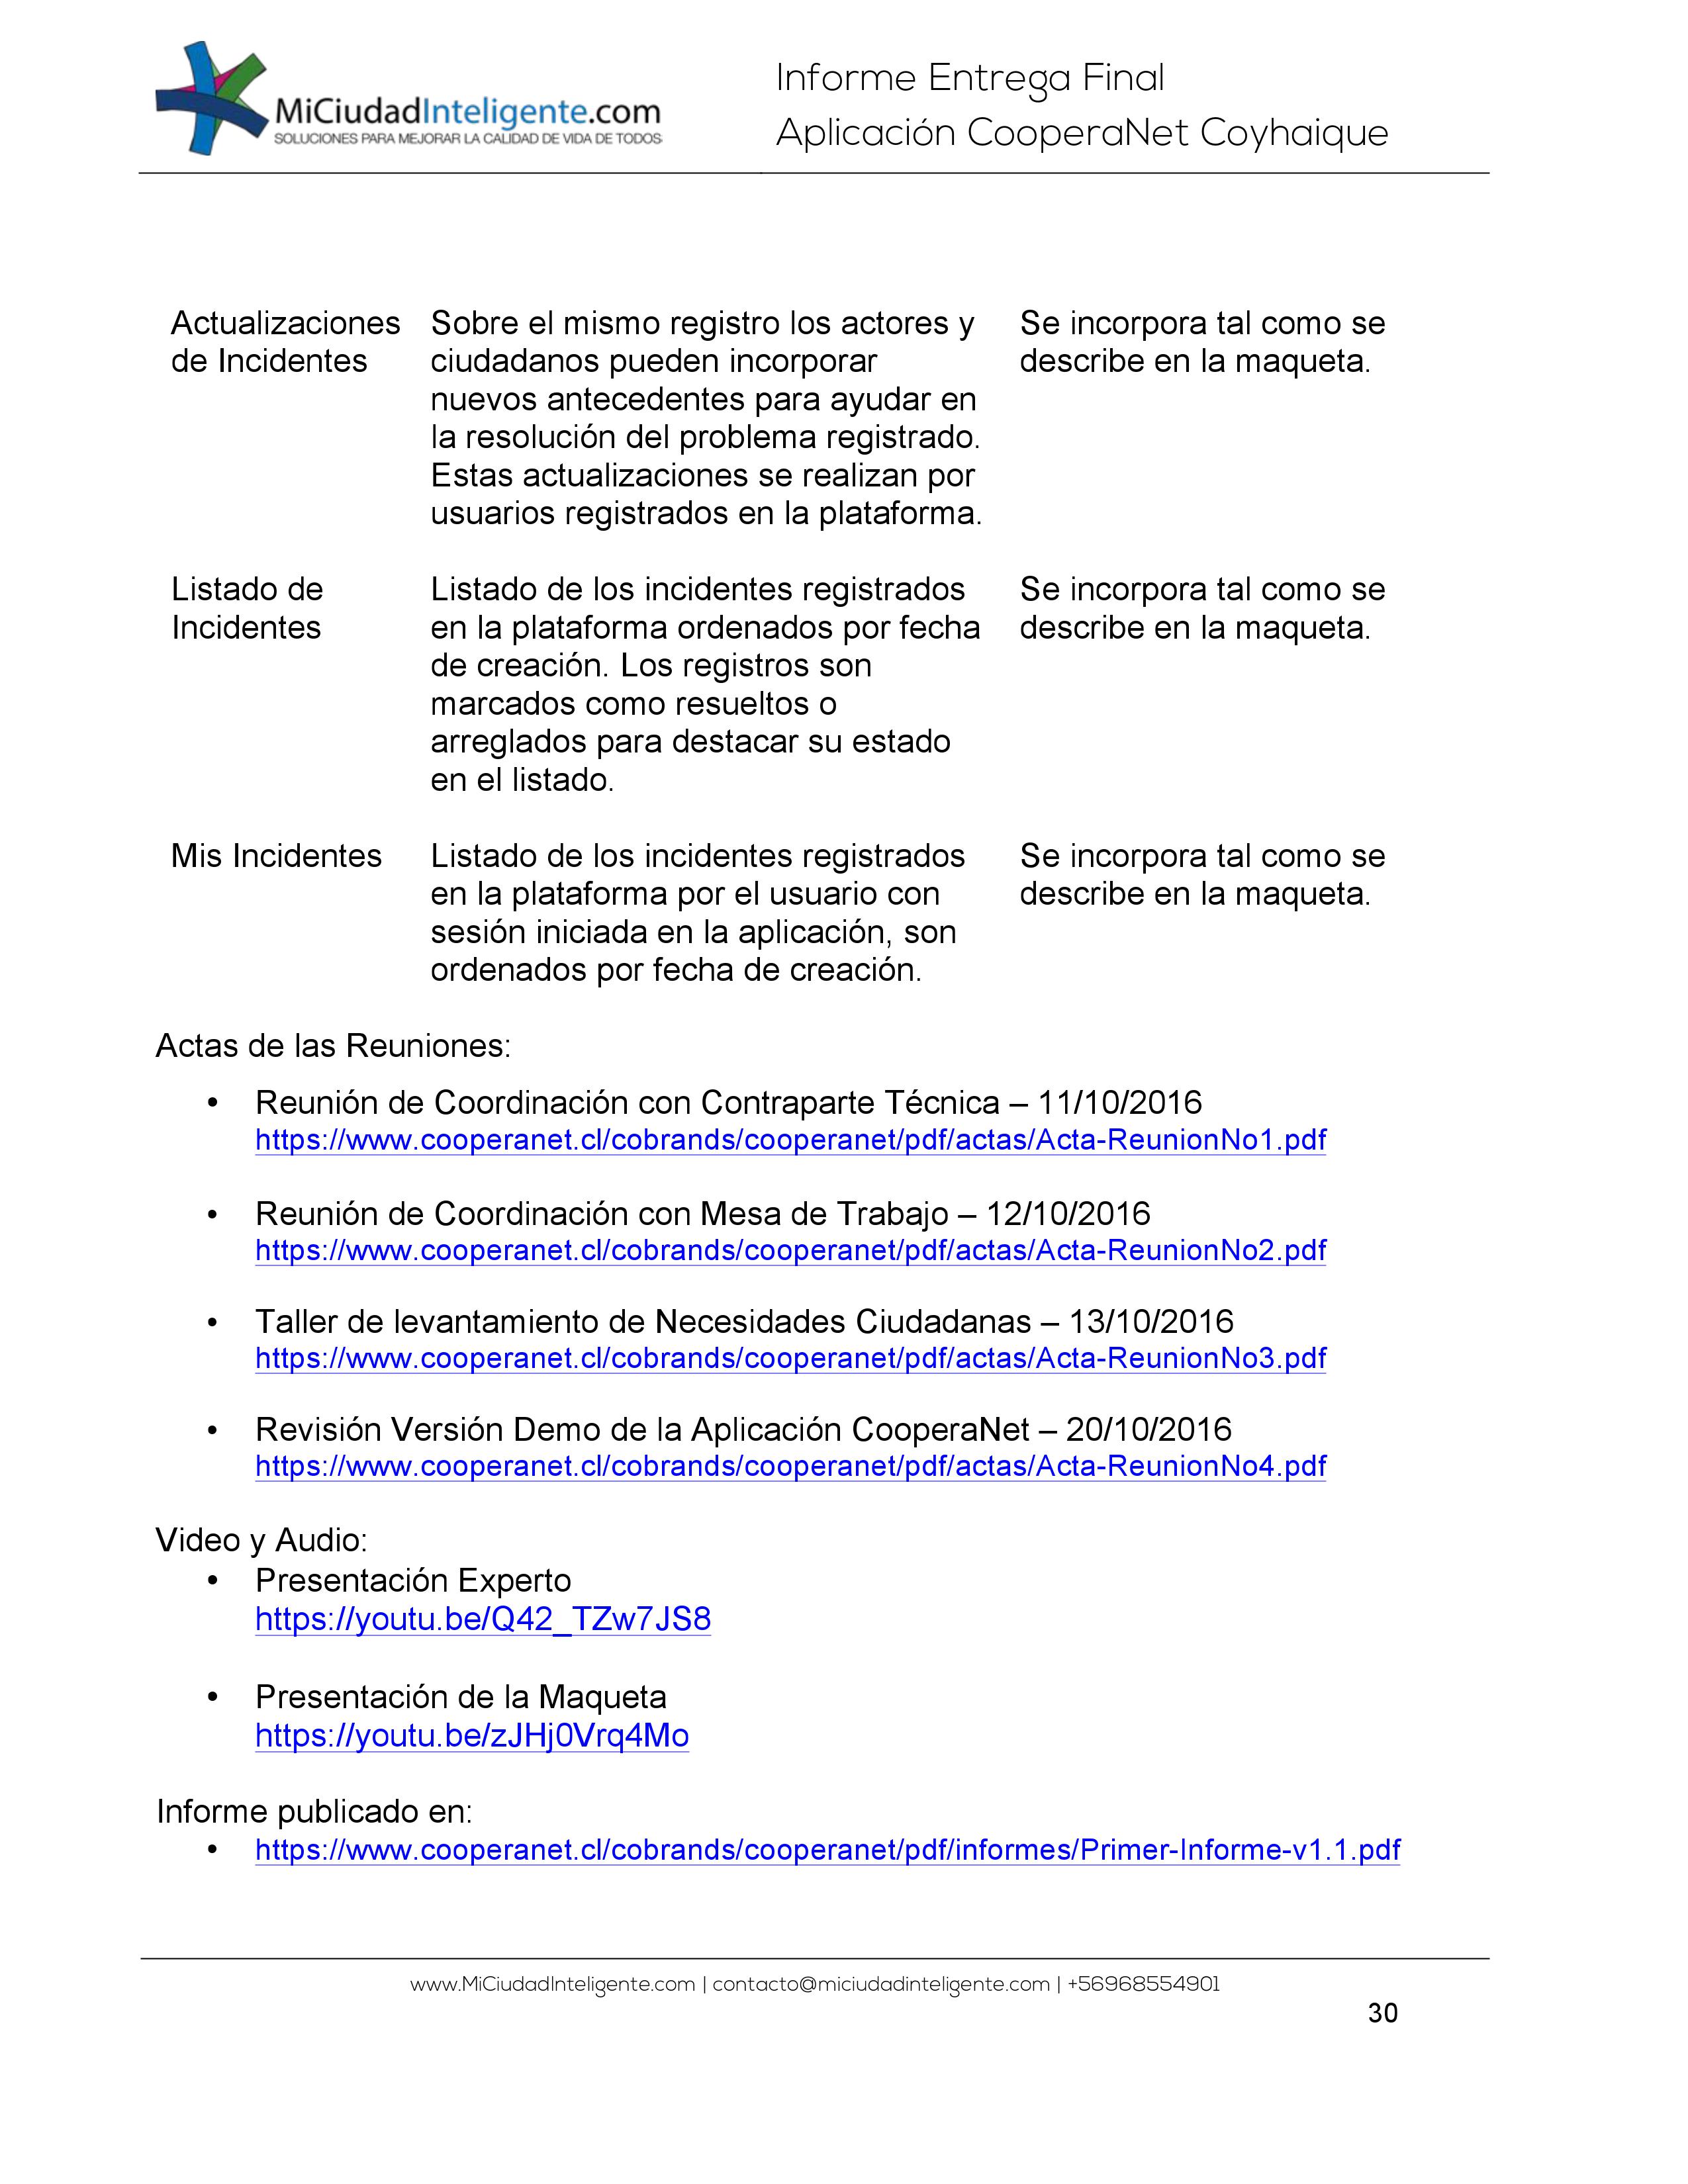 MiCiudadInteligente.com
SOLUCIONES PARA MEJORAR LA CALIDAD DE VIDA DE TODOS
Informe Entrega Final
Aplicación CooperaNet Coyhaique
Actualizaciones de Incidentes
Sobre el mismo registro los actores y
ciudadanos pueden incorporar
nuevos antecedentes para ayudar en
la resolución del problema registrado.
Estas actualizaciones se realizan por
usuarios registrados en la plataforma.
Se incorpora tal como se
describe en la maqueta.
Listado de
Incidentes
Listado de los incidentes registrados
en la plataforma ordenados por fecha
de creación. Los registros son
marcados como resueltos o
arreglados para destacar su estado
en el listado.
Se incorpora tal como se
describe en la maqueta.
Mis Incidentes
Listado de los incidentes registrados
en la plataforma por el usuario con
sesión iniciada en la aplicación, son
ordenados por fecha de creación.
Se incorpora tal como se
describe en la maqueta.
Actas de las Reuniones:
• Reunión de Coordinación con Contraparte Técnica – 11/10/2016
https://www.cooperanet.cl/cobrands/cooperanet/pdf/actas/Acta-ReunionNo1.pdf
• Reunión de Coordinación con Mesa de Trabajo – 12/10/2016
https://www.cooperanet.cl/cobrands/cooperanet/pdf/actas/Acta-ReunionNo2.pdf
• Taller de levantamiento de Necesidades Ciudadanas – 13/10/2016
https://www.cooperanet.cl/cobrands/cooperanet/pdf/actas/Acta-ReunionNo3.pdf
• Revisión Versión Demo de la Aplicación CooperaNet – 20/10/2016
https://www.cooperanet.cl/cobrands/cooperanet/pdf/actas/Acta-ReunionNo4.pdf
Video y Audio:
• Presentación Experto
https://youtu.be/Q42_TZw7JS8
• Presentación de la Maqueta
https://youtu.be/zJHj0Vrq4Mo
Informe publicado en:
• https://www.cooperanet.cl/cobrands/cooperanet/pdf/informes/Primer-Informe-v1.1.pdf
www.MiCiudadInteligente.com | contacto@miciudadinteligente.com | +56968554901
30